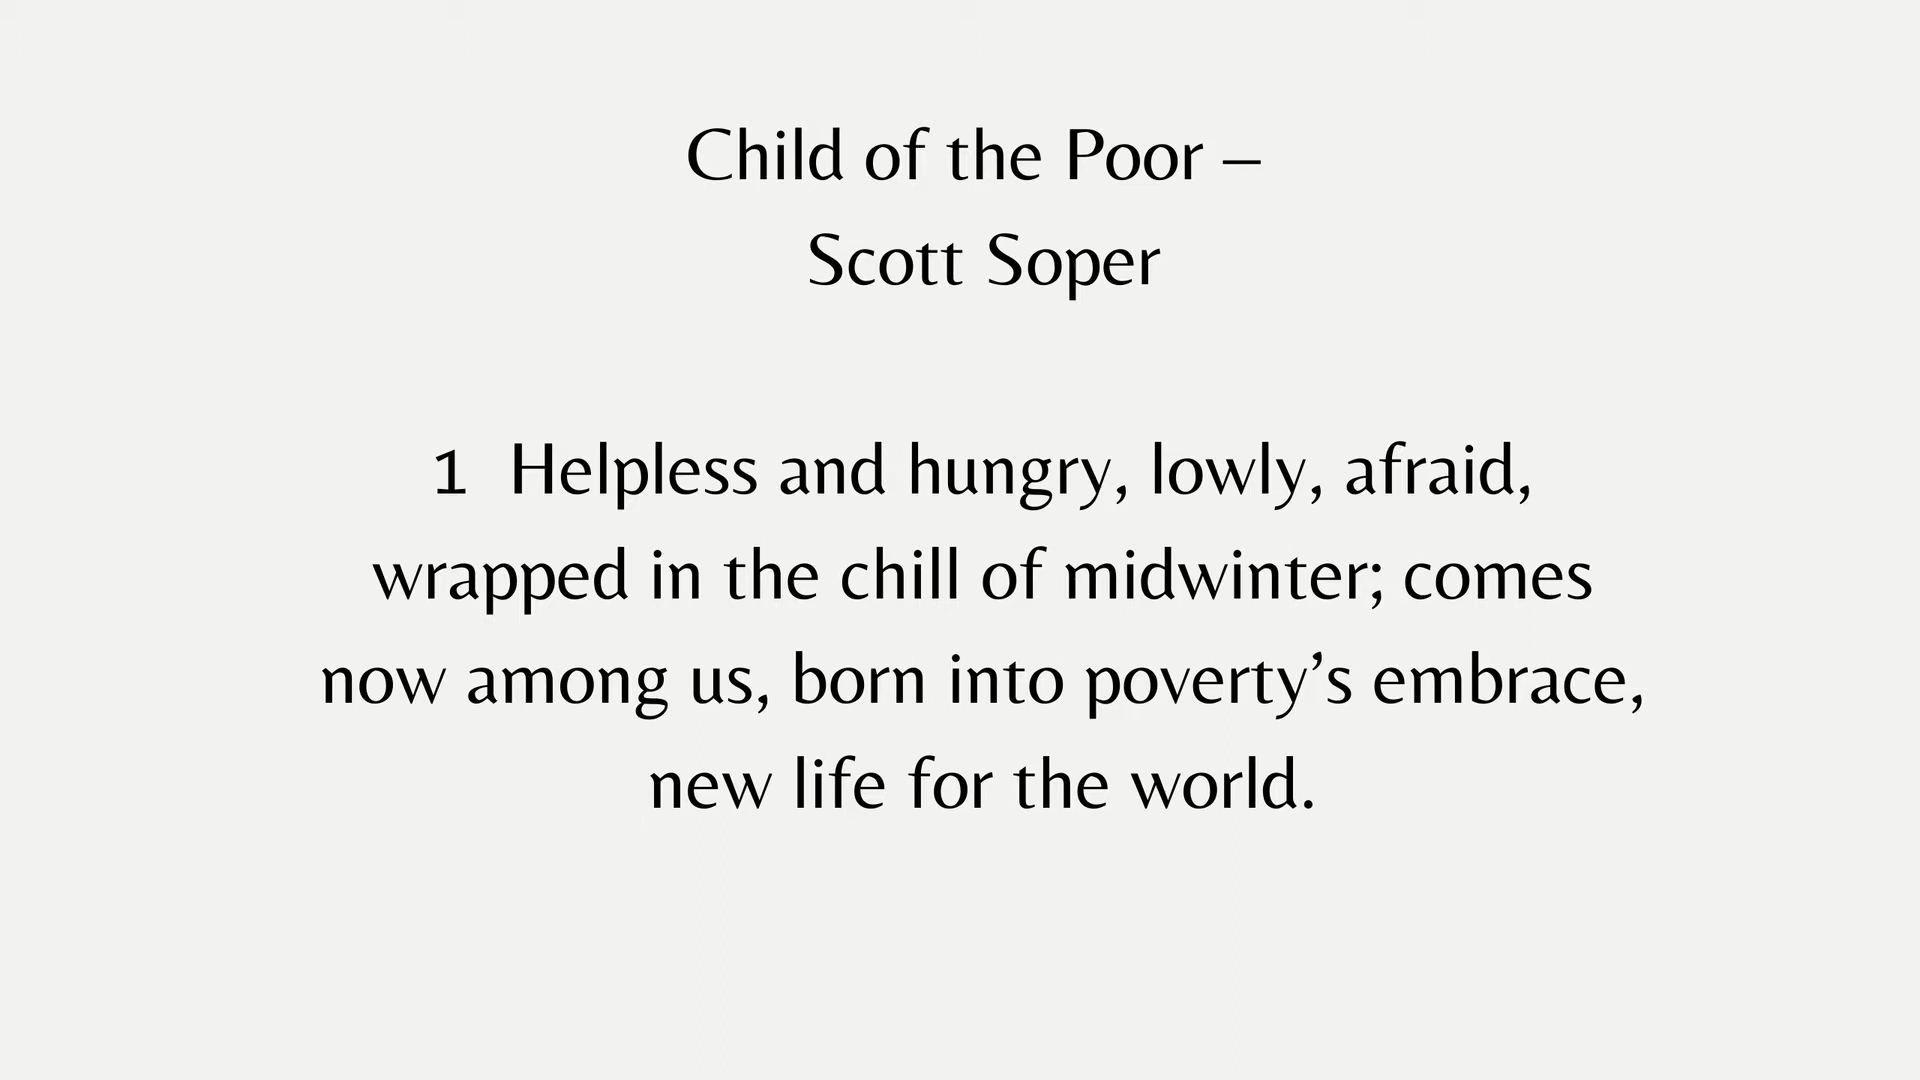 Child of the Poor –
Scott Soper
1 Helpless and hungry, lowly, afraid,
wrapped in the chill of midwinter; comes
now among us, born into poverty’s embrace,
new life for the world.